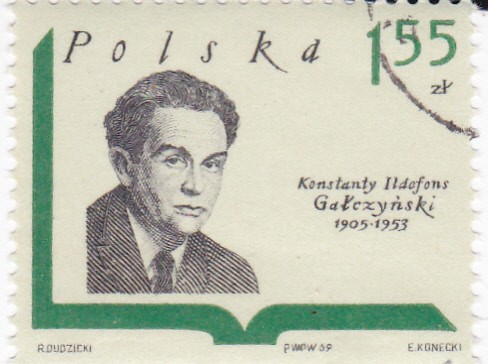 Polska
1.55
zł
Konstanty Ildefons
Gałczyński
1905·1953
R.DUDZICKI
PWPW 69
E.KONECKI